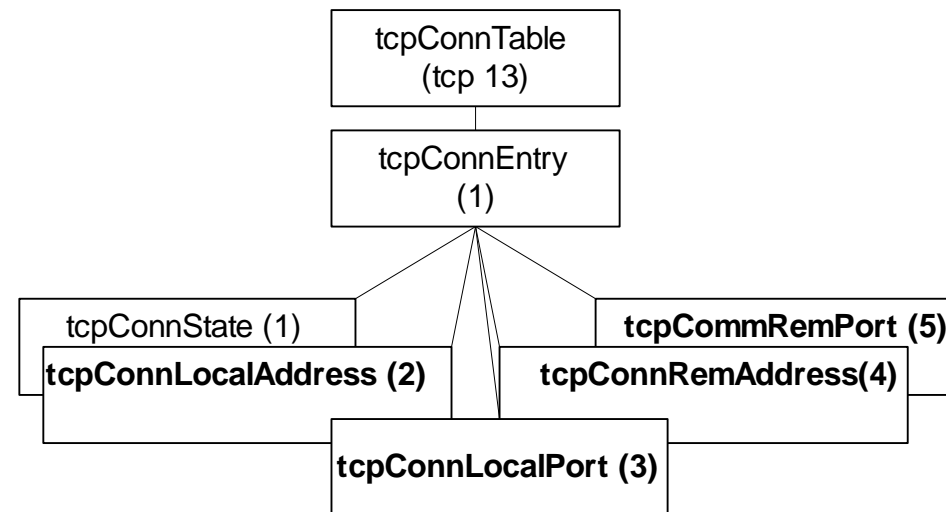 tcpConnTable
(tcp 13)
tcpConnEntry
(1)
tcpConnState (1)
tcpCommRemPort (5)
tcpConnLocalAddress (2)
tcpConnRemAddress(4)
tcpConnLocalPort (3)